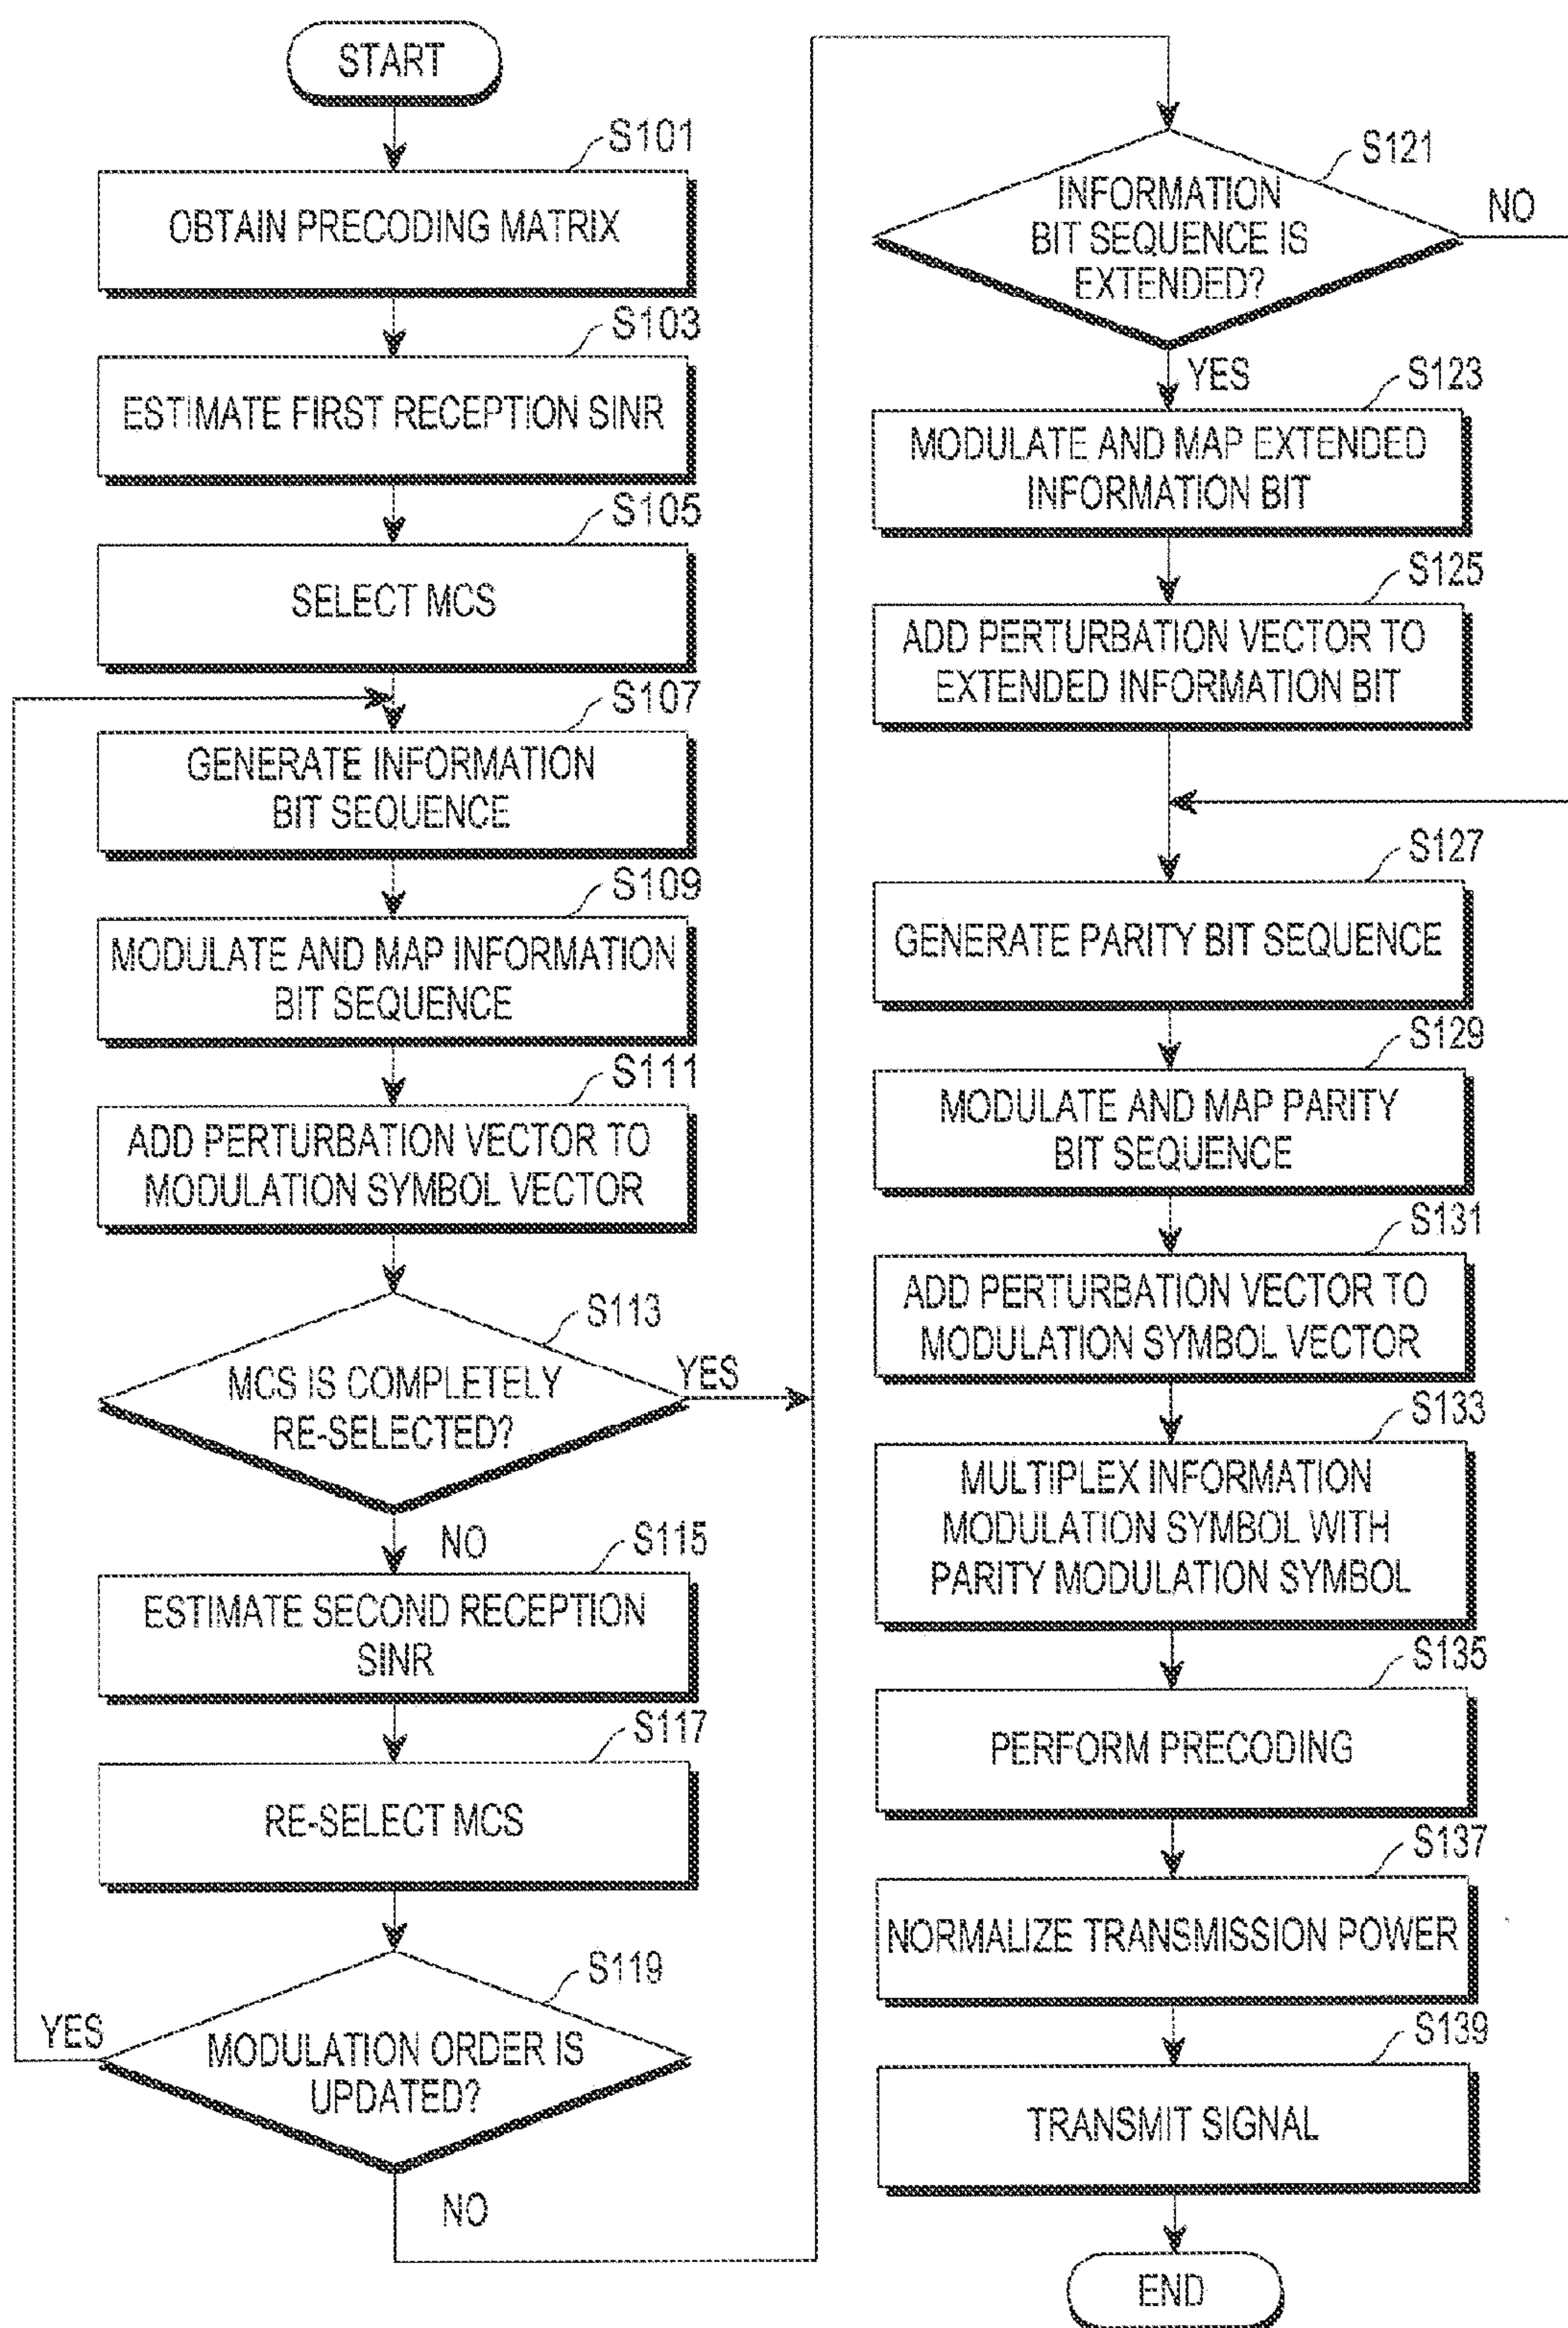 START
S101
OBTAIN PRECODING MATRIX
S103
ESTIMATE FIRST RECEPTION SINR
S105
SELECT MCS
S107
GENERATE INFORMATION
BIT SEQUENCE
S109
MODULATE AND MAP INFORMATION
BIT SEQUENCE
S111
ADD PERTURBATION VECTOR TO
MODULATION SYMBOL VECTOR
S113
MCS IS COMPLETELY
RE-SELECTED?
YES
NO
S115
ESTIMATE SECOND RECEPTION
SINR
S117
RE-SELECT MCS
S119
YES
MODULATION ORDER IS
UPDATED?
NO
S121
INFORMATION
BIT SEQUENCE IS
EXTENDED?
NO
YES
S123
MODULATE AND MAP EXTENDED
INFORMATION BIT
S125
ADD PERTURBATION VECTOR TO
EXTENDED INFORMATION BIT
S127
GENERATE PARITY BIT SEQUENCE
S129
MODULATE AND MAP PARITY
BIT SEQUENCE
S131
ADD PERTURBATION VECTOR TO
MODULATION SYMBOL VECTOR
S133
MULTIPLEX INFORMATION
MODULATION SYMBOL WITH
PARITY MODULATION SYMBOL
S135
PERFORM PRECODING
S137
NORMALIZE TRANSMISSION POWER
S139
TRANSMIT SIGNAL
END